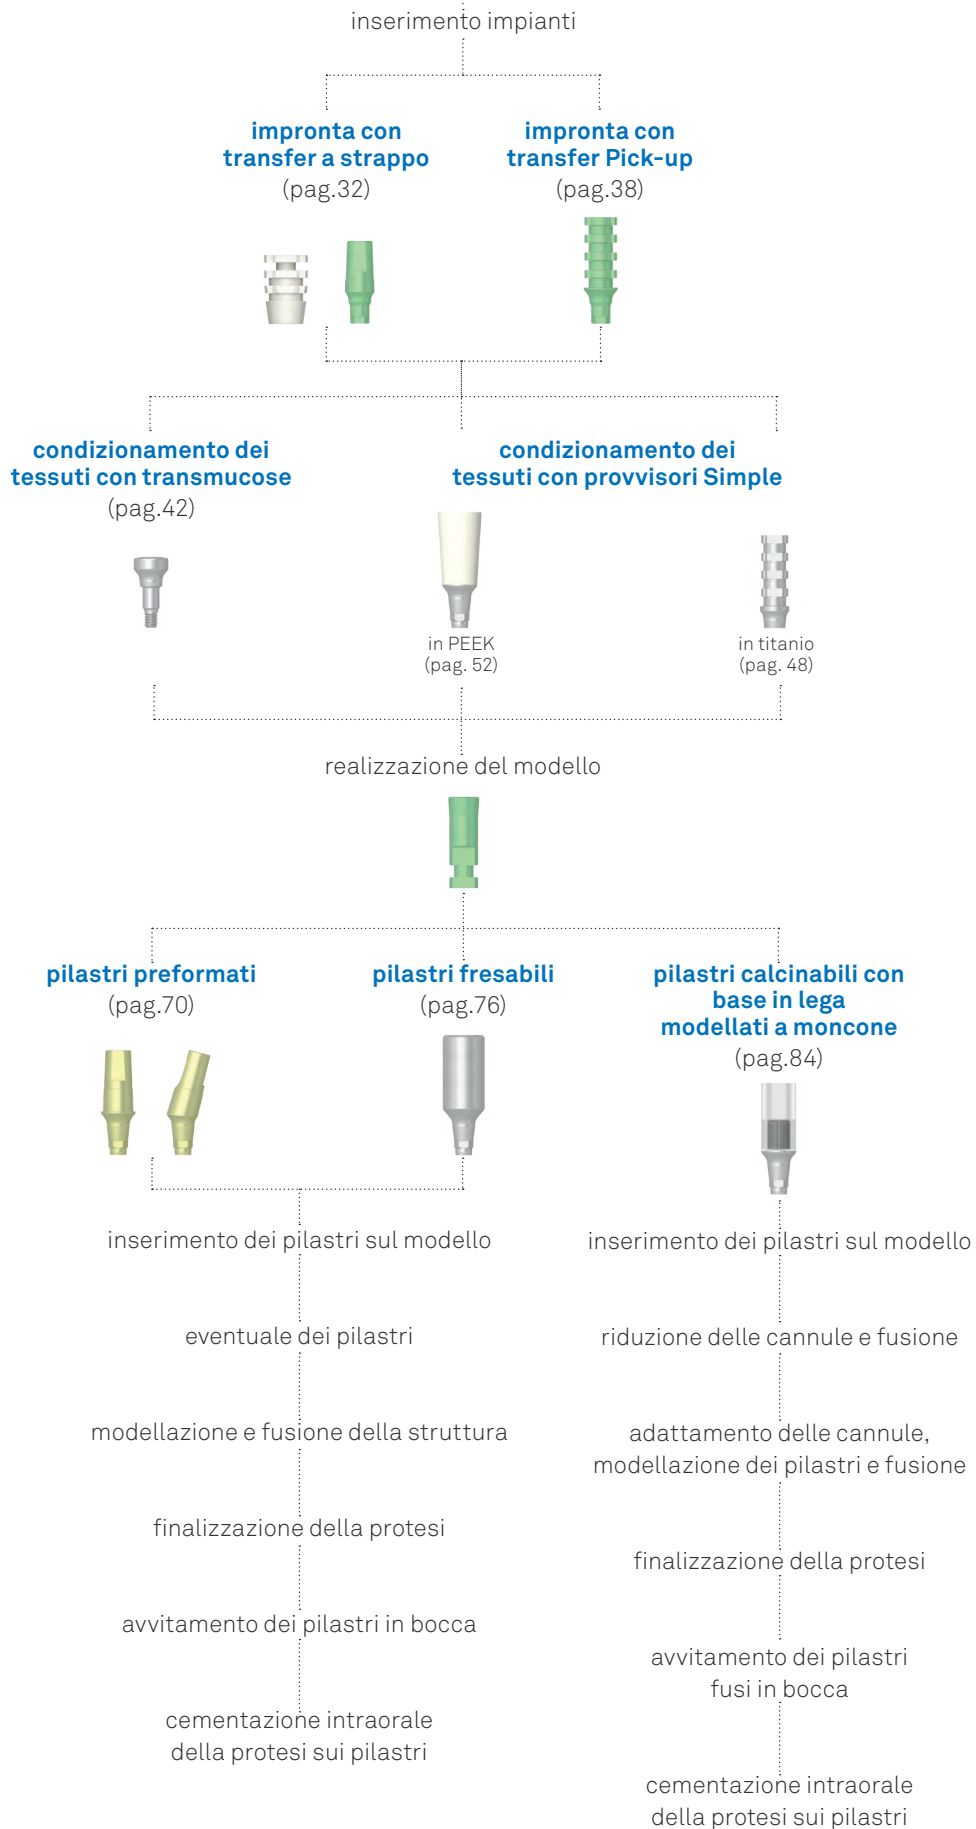 inserimento impianti
impronta con
transfer a strappo
(pag.32)
impronta con
transfer Pick-up
(pag.38)
condizionamento dei
tessuti con transmucose
(pag.42)
condizionamento dei
tessuti con provvisori Simple
in PEEK
(pag. 52)
in titanio
(pag. 48)
realizzazione del modello
pilastri preformati
(pag.70)
pilastri fresabili
(pag.76)
pilastri calcinabili con
base in lega
modellati a moncone
(pag.84)
inserimento dei pilastri sul modello
eventuale dei pilastri
modellazione e fusione della struttura
finalizzazione della protesi
avvitamento dei pilastri in bocca
cementazione intraorale
della protesi sui pilastri
inserimento dei pilastri sul modello
riduzione delle cannule e fusione
adattamento delle cannule,
modellazione dei pilastri e fusione
finalizzazione della protesi
avvitamento dei pilastri
fusi in bocca
cementazione intraorale
della protesi sui pilastri